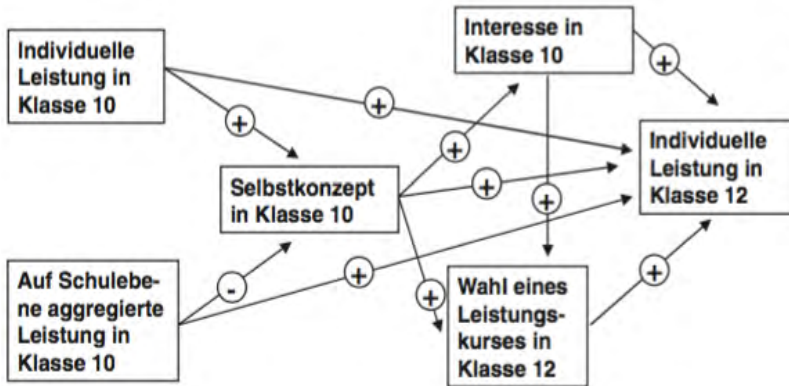 Individuelle
Leistung in
Klasse 10
Interesse in
Klasse 10
+
+
+
+
Individuelle
Leistung in
Klasse 12
Selbstkonzept
in Klasse 10
+
+
Auf Schulebe-
ne aggregierte
Leistung in
Klasse 10
-
+
+
+
Wahl eines
Leistungs-
kurses in
Klasse 12